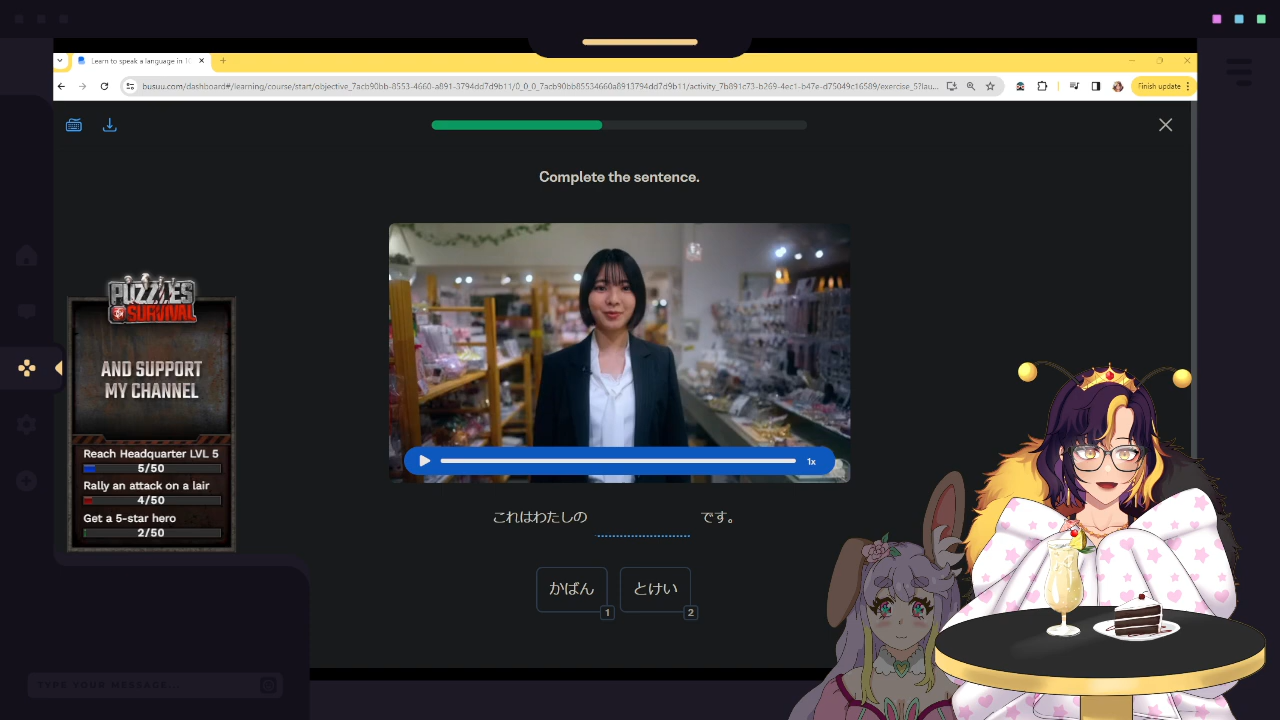 Learn to speak a language in 1
busuu.com/dashboard#/learning/course/start/objective_7acb90bb-8553-4660-a891-3794dd7d9b11/0_0_0_7acb90bb85534660a8913794dd7d9b11/activity_7b891c73-b269-4ec1-b47e-d75049c16589/exercise_5?lau...
Finish update
Complete the sentence.
1x
これはわたしの です。
かばん 1
とけい 2
PUZZLES
SURVIVAL
AND SUPPORT
MY CHANNEL
Reach Headquarter LVL 5
5/50
Rally an attack on a lair
4/50
Get a 5-star hero
2/50
TYPE YOUR MESSAGE...